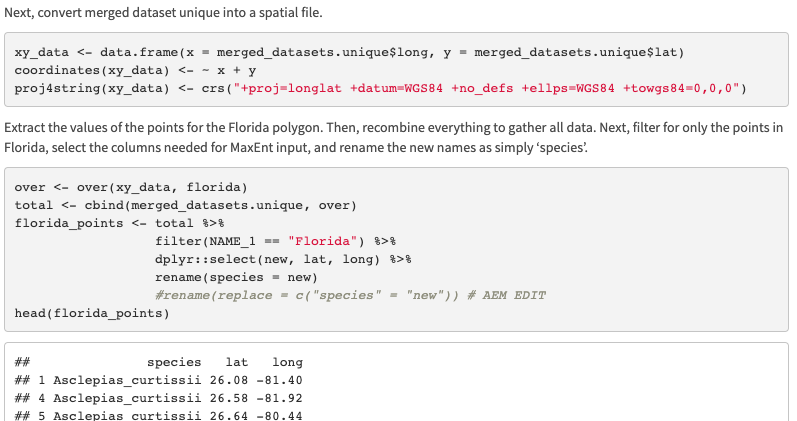 Next, convert merged dataset unique into a spatial file.
xy_data <- data.frame(x = merged_datasets.unique$long, y = merged_datasets.unique$lat)
coordinates(xy_data) <- ~ x + y
proj4string(xy_data) <- crs("+proj=longlat +datum=WGS84 +no_defs +ellps=WGS84 +towgs84=0,0,0")
Extract the values of the points for the Florida polygon. Then, recombine everything to gather all data. Next, filter for only the points in
Florida, select the columns needed for MaxEnt input, and rename the new names as simply ‘species’.
over <- over(xy_data, florida)
total <- cbind(merged_datasets.unique, over)
florida_points <- total %>%
filter(NAME_1 == "Florida") %>%
dplyr::select(new, lat, long) %>%
rename(species = new)
#rename(replace = c("species" = "new")) # AEM EDIT
head(florida_points)
## species lat long
## 1 Asclepias_curtissii 26.08 -81.40
## 4 Asclepias_curtissii 26.58 -81.92
## 5 Asclepias_curtissii 26.64 -80.44